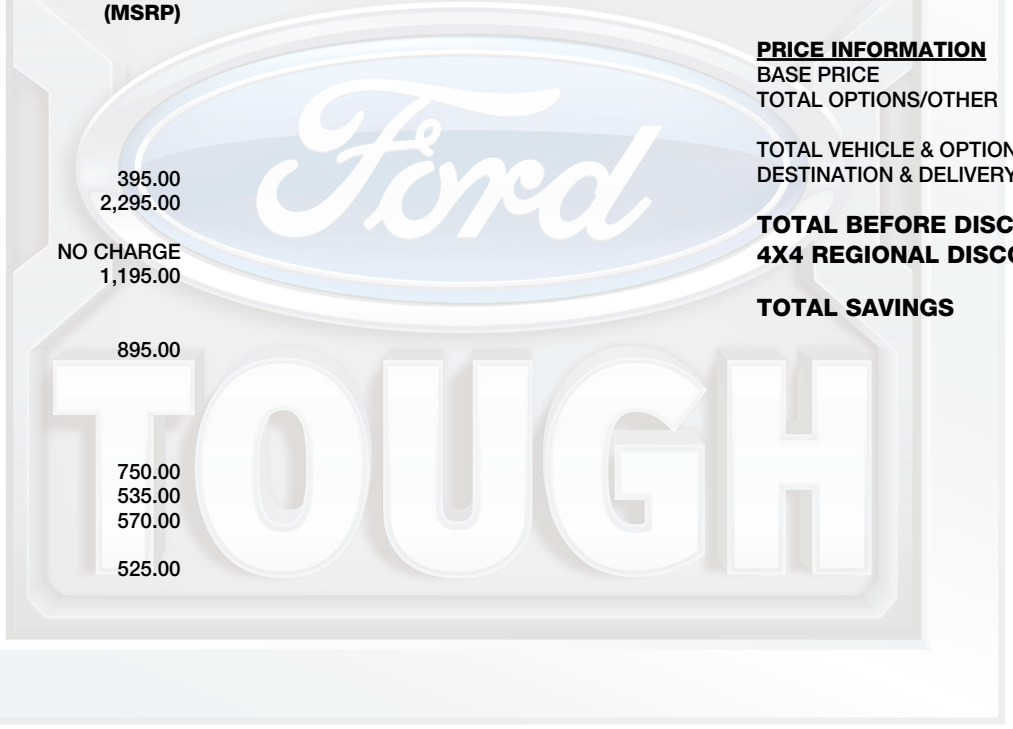 (MSRP)
395.00
2,295.00
NO CHARGE
1,195.00
895.00
750.00
535.00
570.00
525.00
PRICE INFORMATION
BASE PRICE
TOTAL OPTIONS/OTHER
TOTAL VEHICLE & OPTION
DESTINATION & DELIVERY
TOTAL BEFORE DISC
4X4 REGIONAL DISCO
TOTAL SAVINGS
Ford
TOUGH